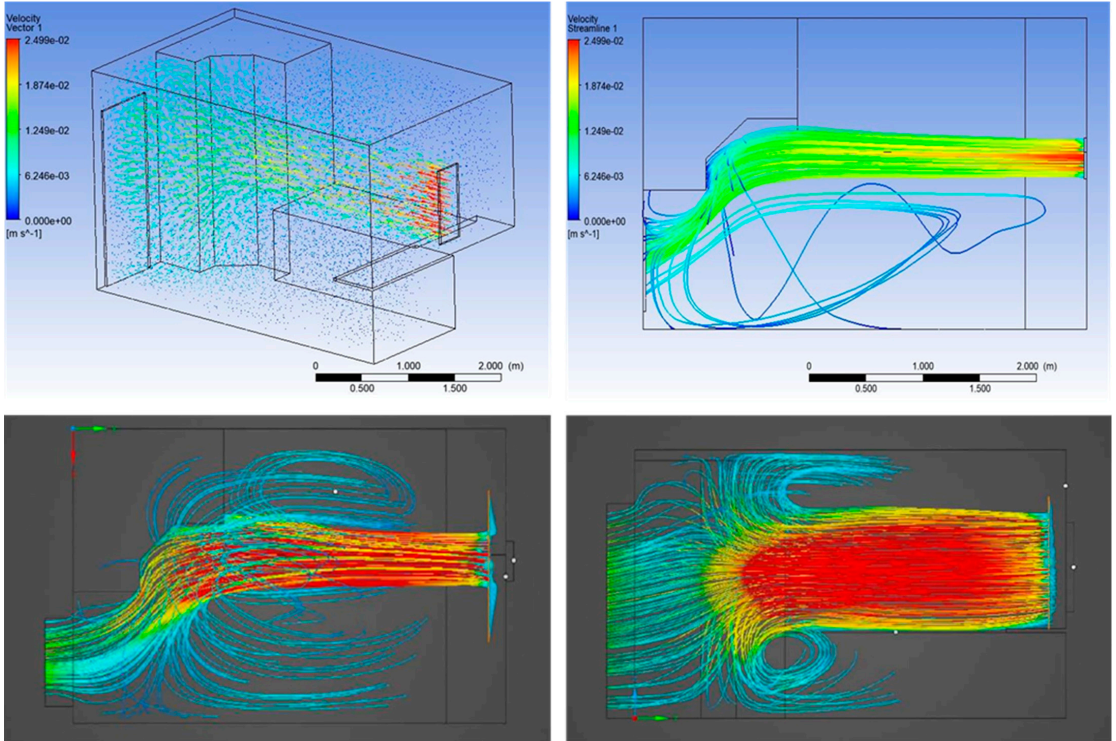 Velocity
Vector 1
2.499e-02
1.874e-02
1.249e-02
6.246e-03
0.000e+00
[m s^-1]
0 1.000 2.000 (m)
0.500 1.500
Velocity
Streamline 1
2.499e-02
1.874e-02
1.249e-02
6.246e-03
0.000e+00
[m s^-1]
0 1.000 2.000 (m)
0.500 1.500